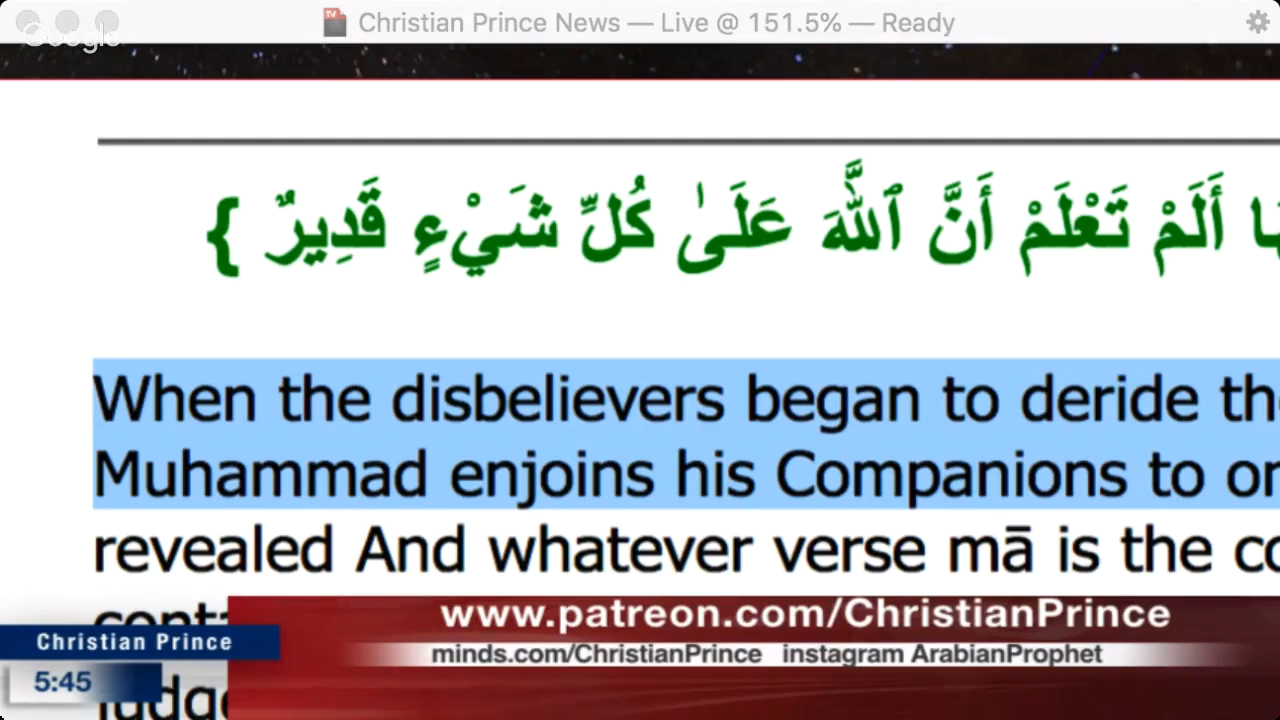 Christian Prince News — Live @ 151.5% — Ready
Google
أَلَمْ تَعْلَمْ أَنَّ ٱللَّهَ عَلَىٰ كُلِّ شَيْءٍ قَدِيرٌ }
When the disbelievers began to deride
Muhammad enjoins his Companions to
revealed And whatever verse mā is the
www.patreon.com/ChristianPrince
Christian Prince
minds.com/ChristianPrince instagram ArabianProphet
5:45